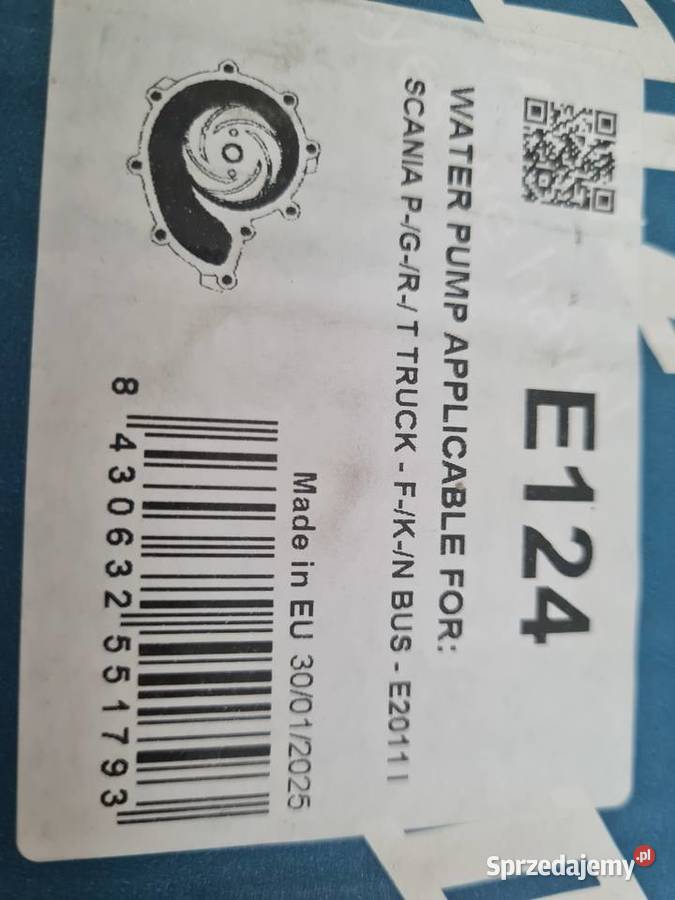 E124
WATER PUMP APPLICABLE FOR:
SCANIA P-/G-/R-/ T TRUCK - F-/K-/N BUS - E2011 I
Made in EU 30/01/2025
8 430632 551793
Sprzedajemy.pl